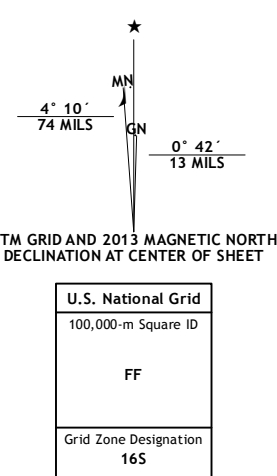 ★
MN
4° 10´
74 MILS
GN
0° 42´
13 MILS
TM GRID AND 2013 MAGNETIC NORTH
DECLINATION AT CENTER OF SHEET
U.S. National Grid
100,000-m Square ID
FF
Grid Zone Designation
16S